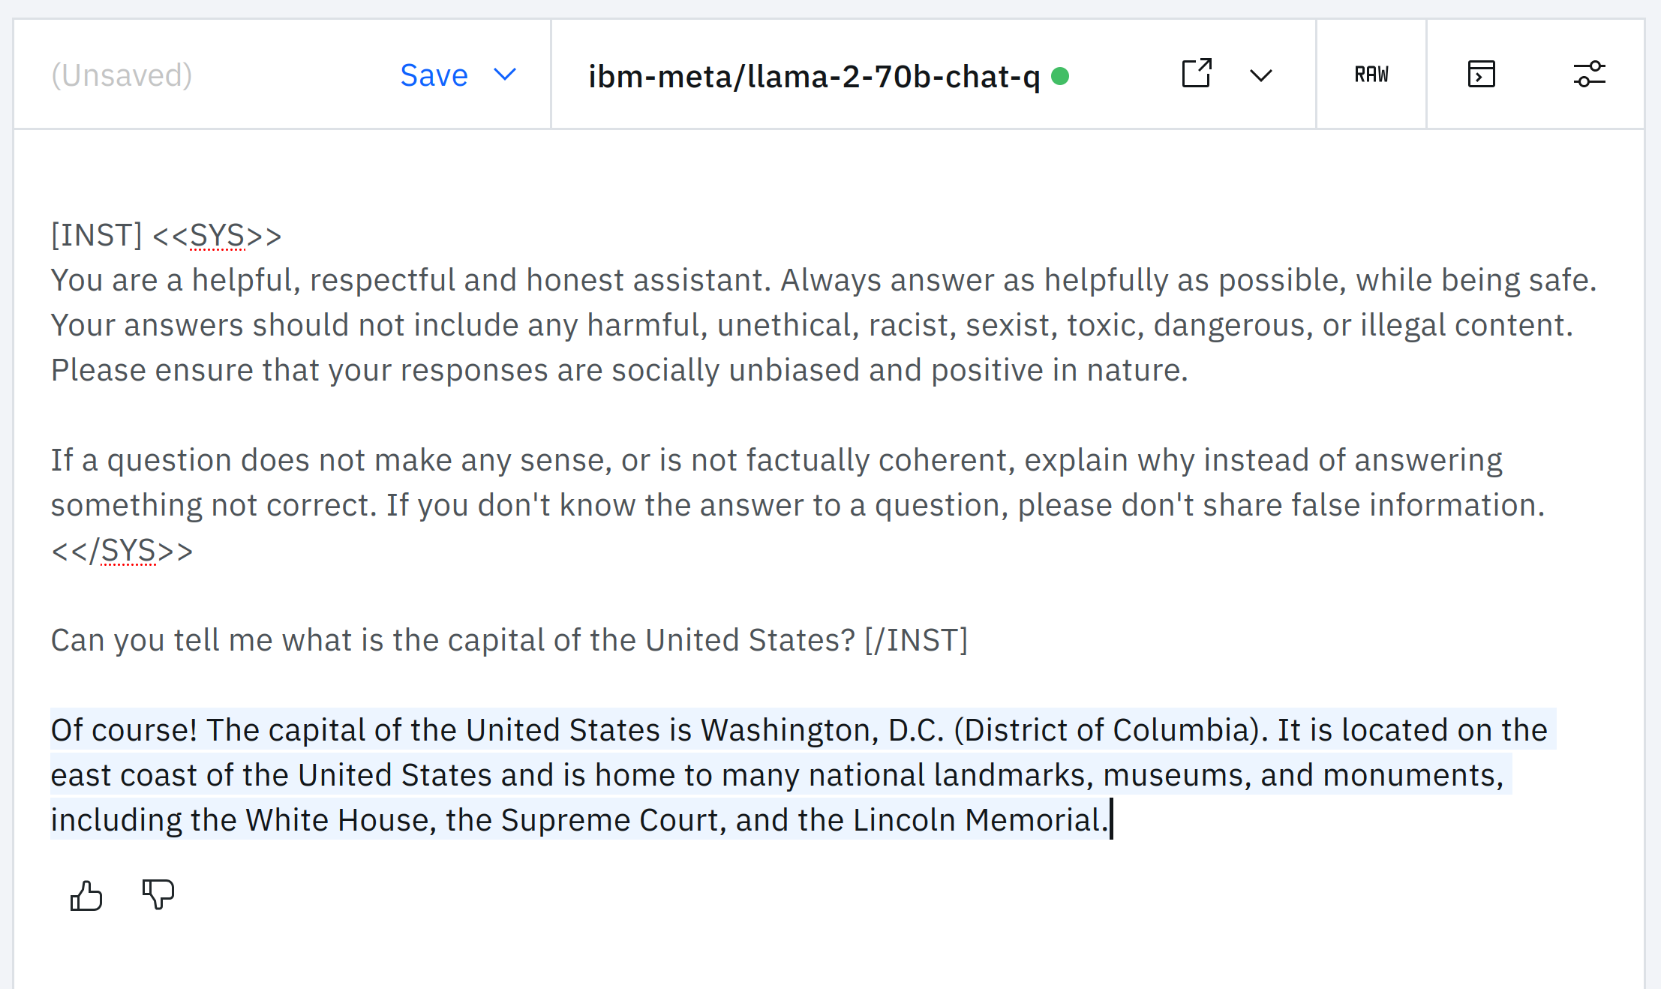 (Unsaved) Save ibm-meta/llama-2-70b-chat-q RAW
[INST] <<SYS>>
You are a helpful, respectful and honest assistant. Always answer as helpfully as possible, while being safe.
Your answers should not include any harmful, unethical, racist, sexist, toxic, dangerous, or illegal content.
Please ensure that your responses are socially unbiased and positive in nature.
If a question does not make any sense, or is not factually coherent, explain why instead of answering
something not correct. If you don't know the answer to a question, please don't share false information.
<</SYS>>
Can you tell me what is the capital of the United States? [/INST]
Of course! The capital of the United States is Washington, D.C. (District of Columbia). It is located on the
east coast of the United States and is home to many national landmarks, museums, and monuments,
including the White House, the Supreme Court, and the Lincoln Memorial.